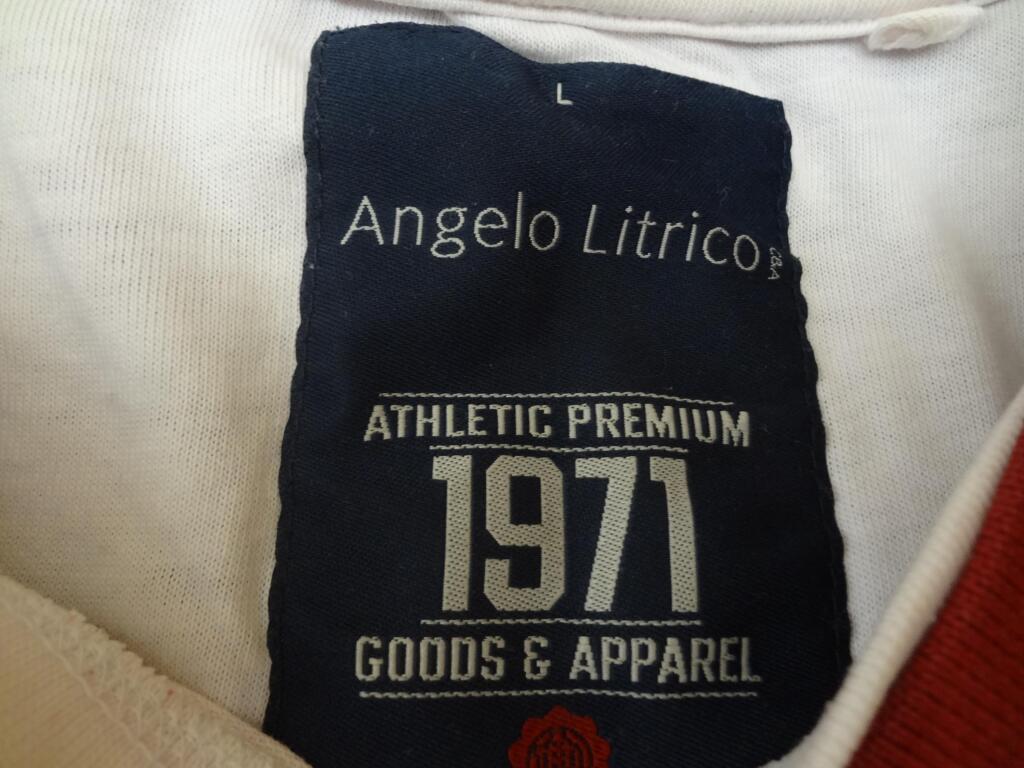 L
Angelo Litrico
C&A
ATHLETIC PREMIUM
1971
GOODS & APPAREL